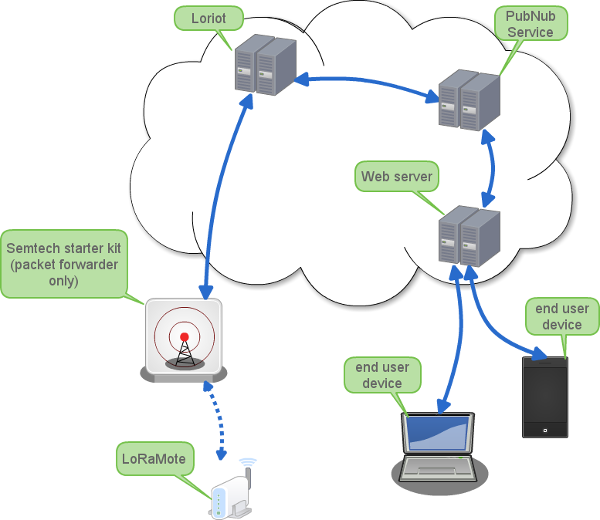 Loriot
PubNub
Service
Web server
Semtech starter kit
(packet forwarder
only)
end user
device
end user
device
LoRaMote